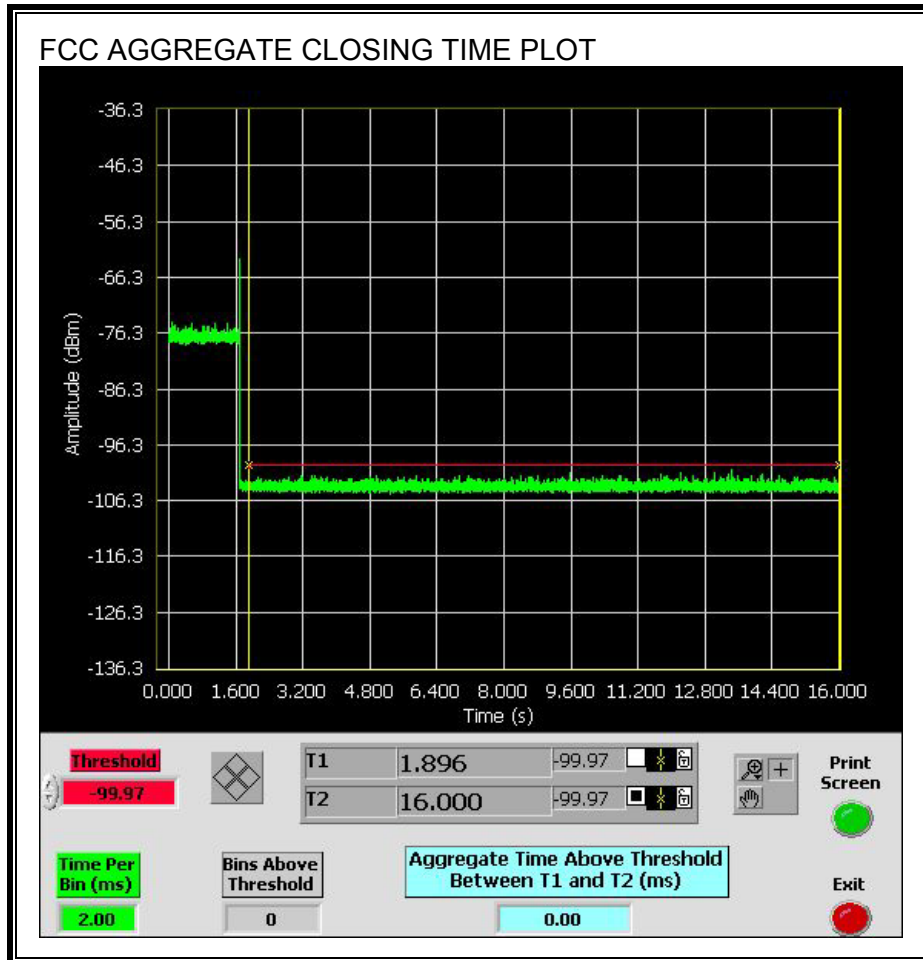 FCC AGGREGATE CLOSING TIME PLOT
-36.3
-46.3
-56.3
-66.3
-76.3
-86.3
-96.3
-106.3
-116.3
-126.3
-136.3
Amplitude (dBm)
0.000 1.600 3.200 4.800 6.400 8.000 9.600 11.200 12.800 14.400 16.000
Time (s)
Threshold
-99.97
T1 1.896 -99.97
T2 16.000 -99.97
Print
Screen
Time Per
Bin (ms)
2.00
Bins Above
Threshold
0
Aggregate Time Above Threshold
Between T1 and T2 (ms)
0.00
Exit